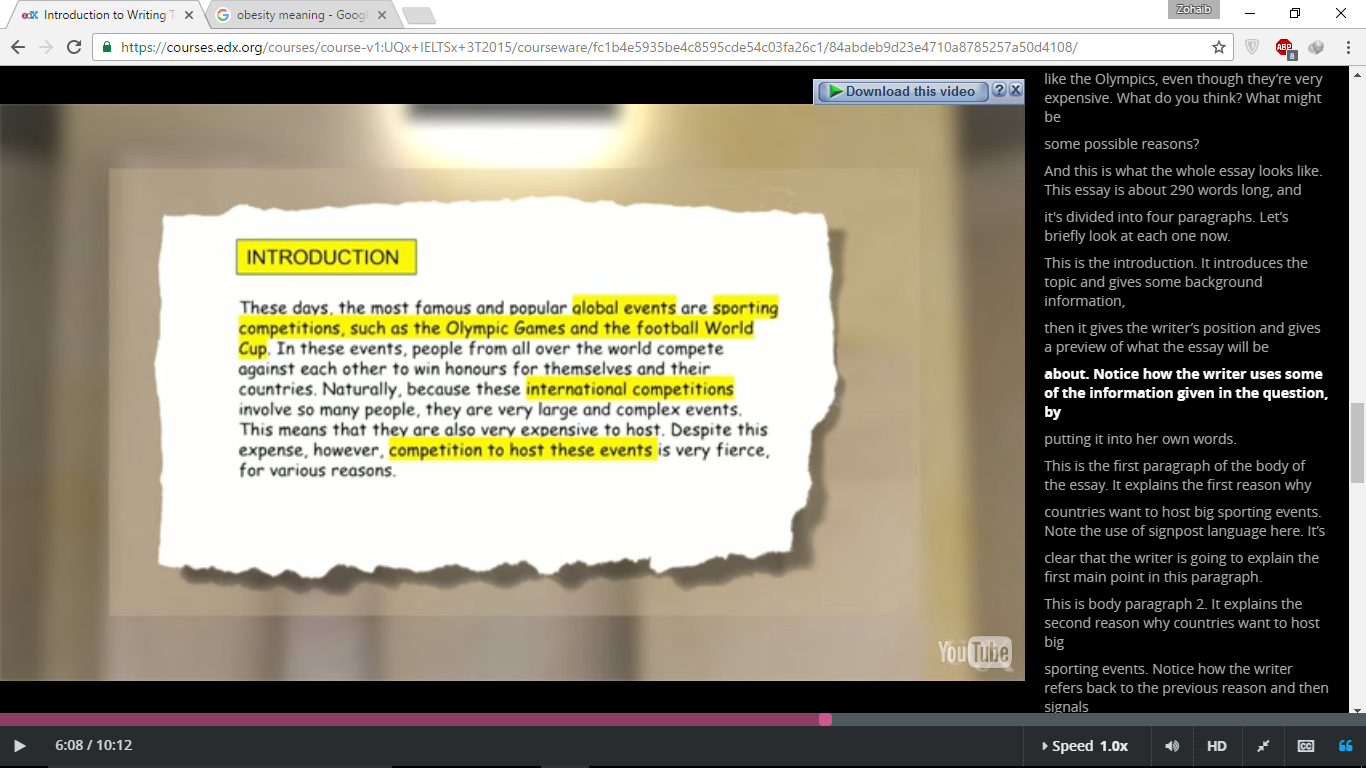 Zohaib
edX Introduction to Writing T
obesity meaning - Goog
https://courses.edx.org/courses/course-v1:UQx+IELTSx+3T2015/courseware/fc1b4e5935be4c8595cde54c03fa26c1/84abdeb9d23e4710a8785257a50d4108/
ABP
8
Download this video
? X
INTRODUCTION
These days, the most famous and popular global events are sporting
competitions, such as the Olympic Games and the football World
Cup. In these events, people from all over the world compete
against each other to win honours for themselves and their
countries. Naturally, because these international competitions
involve so many people, they are very large and complex events.
This means that they are also very expensive to host. Despite this
expense, however, competition to host these events is very fierce,
for various reasons.
YouTube
like the Olympics, even though they’re very
expensive. What do you think? What might
be
some possible reasons?
And this is what the whole essay looks like.
This essay is about 290 words long, and
it's divided into four paragraphs. Let’s
briefly look at each one now.
This is the introduction. It introduces the
topic and gives some background
information,
then it gives the writer’s position and gives
a preview of what the essay will be
about. Notice how the writer uses some
of the information given in the question,
by
putting it into her own words.
This is the first paragraph of the body of
the essay. It explains the first reason why
countries want to host big sporting events.
Note the use of signpost language here. It’s
clear that the writer is going to explain the
first main point in this paragraph.
This is body paragraph 2. It explains the
second reason why countries want to host
big
sporting events. Notice how the writer
refers back to the previous reason and then
signals
6:08 / 10:12
Speed 1.0x
HD
CC